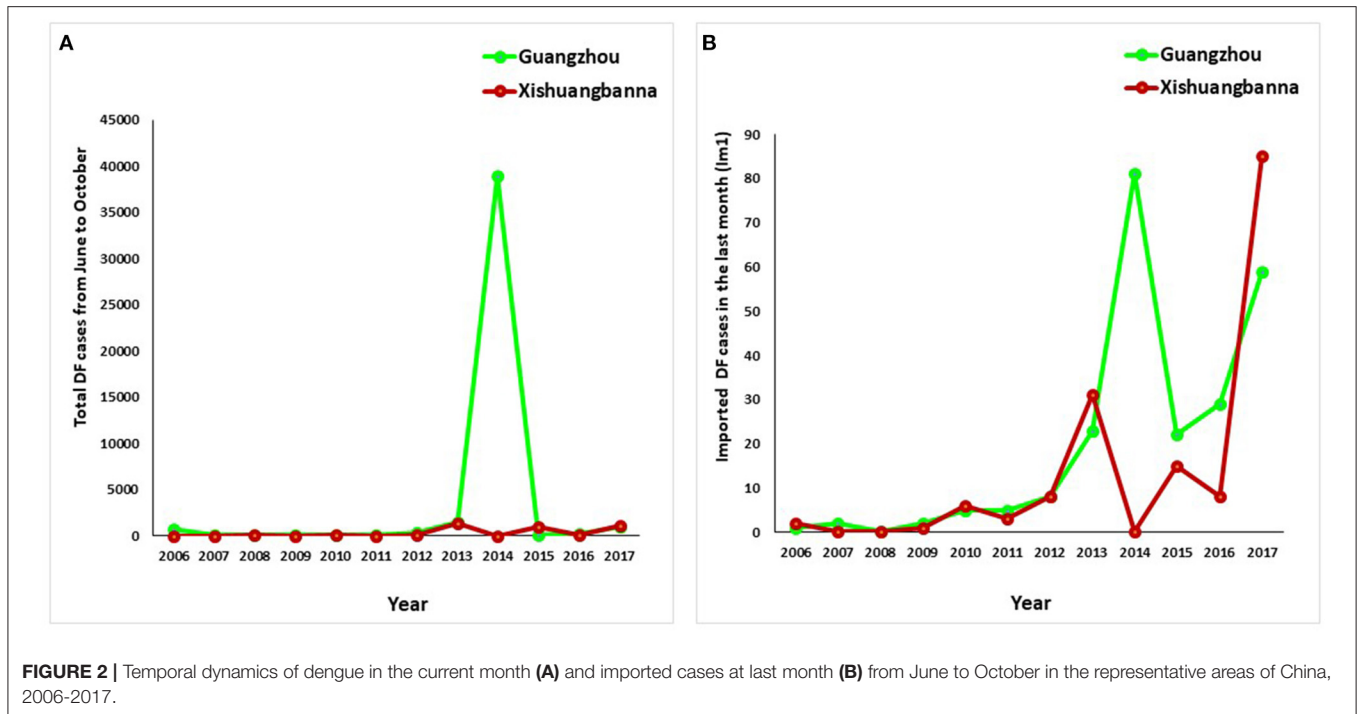 A
Guangzhou
Xishuangbanna
Total DF cases from June to October
45000
40000
35000
30000
25000
20000
15000
10000
5000
0
2006 2007 2008 2009 2010 2011 2012 2013 2014 2015 2016 2017
Year
B
Guangzhou
Xishuangbanna
Imported DF cases in the last month (Im1)
90
80
70
60
50
40
30
20
10
0
2006 2007 2008 2009 2010 2011 2012 2013 2014 2015 2016 2017
Year
FIGURE 2 | Temporal dynamics of dengue in the current month (A) and imported cases at last month (B) from June to October in the representative areas of China,
2006-2017.